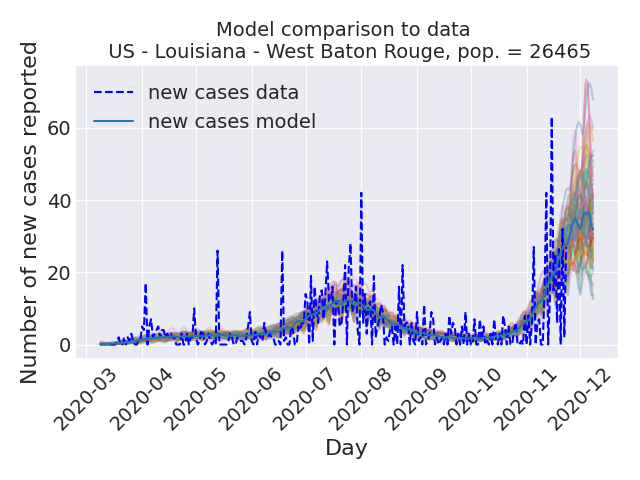 Model comparison to data
US - Louisiana - West Baton Rouge, pop. = 26465
new cases data
new cases model
Number of new cases reported
60
40
20
0
2020-03
2020-04
2020-05
2020-06
2020-07
2020-08
2020-09
2020-10
2020-11
2020-12
Day